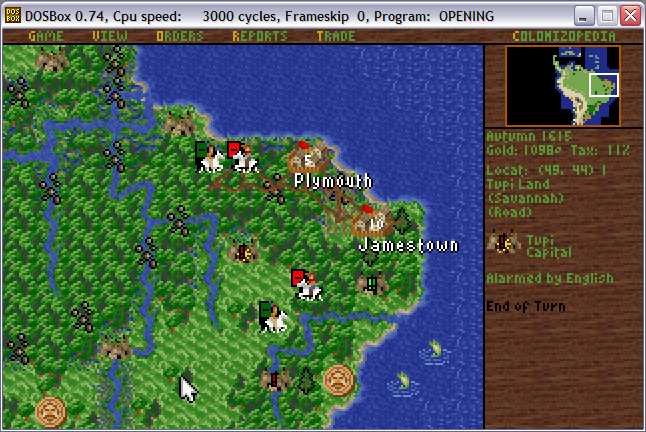 DOSBox 0.74, Cpu speed: 3000 cycles, Frameskip 0, Program: OPENING
GAME VIEW ORDERS REPORTS TRADE COLONIZOPEDIA
Autumn 1615
Gold: 1098 Tax: 11%
Locat: (49, 44) 1
Tupi Land
(Savannah)
(Road)
5
Plymouth
10
Jamestown
Tupi
Capital
Alarmed by English
End of Turn